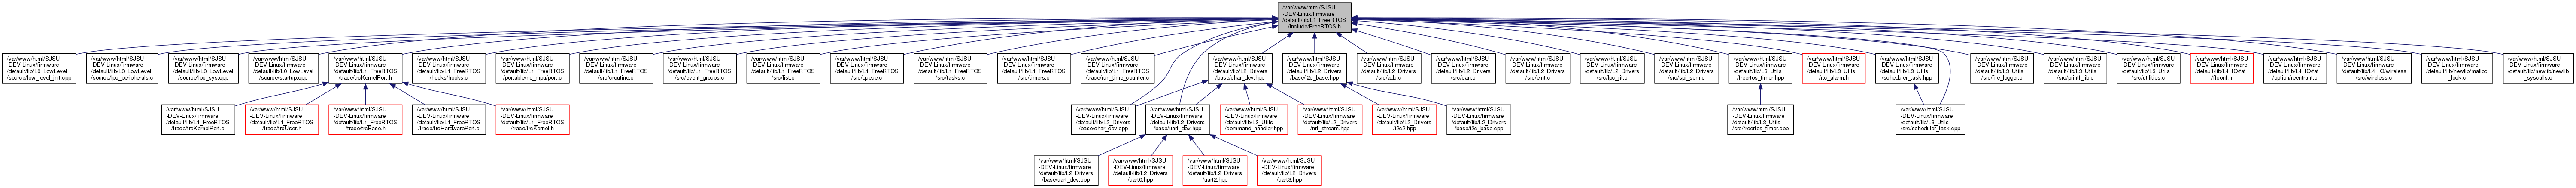 /var/www/html/SJSU
-DEV-Linux/firmware
/default/lib/L1_FreeRTOS
/include/FreeRTOS.h
/var/www/html/SJSU
-DEV-Linux/firmware
/default/lib/L0_LowLevel
/source/low_level_init.cpp
/var/www/html/SJSU
-DEV-Linux/firmware
/default/lib/L0_LowLevel
/source/lpc_peripherals.c
/var/www/html/SJSU
-DEV-Linux/firmware
/default/lib/L0_LowLevel
/source/lpc_sys.cpp
/var/www/html/SJSU
-DEV-Linux/firmware
/default/lib/L0_LowLevel
/source/startup.cpp
/var/www/html/SJSU
-DEV-Linux/firmware
/default/lib/L1_FreeRTOS
/trace/trcKernelPort.h
/var/www/html/SJSU
-DEV-Linux/firmware
/default/lib/L1_FreeRTOS
/hooks.c
/var/www/html/SJSU
-DEV-Linux/firmware
/default/lib/L1_FreeRTOS
/portable/no_mpu/port.c
/var/www/html/SJSU
-DEV-Linux/firmware
/default/lib/L1_FreeRTOS
/src/croutine.c
/var/www/html/SJSU
-DEV-Linux/firmware
/default/lib/L1_FreeRTOS
/src/event_groups.c
/var/www/html/SJSU
-DEV-Linux/firmware
/default/lib/L1_FreeRTOS
/src/list.c
/var/www/html/SJSU
-DEV-Linux/firmware
/default/lib/L1_FreeRTOS
/src/queue.c
/var/www/html/SJSU
-DEV-Linux/firmware
/default/lib/L1_FreeRTOS
/src/tasks.c
/var/www/html/SJSU
-DEV-Linux/firmware
/default/lib/L1_FreeRTOS
/src/timers.c
/var/www/html/SJSU
-DEV-Linux/firmware
/default/lib/L1_FreeRTOS
/trace/run_time_counter.c
/var/www/html/SJSU
-DEV-Linux/firmware
/default/lib/L2_Drivers
/base/char_dev.hpp
/var/www/html/SJSU
-DEV-Linux/firmware
/default/lib/L2_Drivers
/base/i2c_base.hpp
/var/www/html/SJSU
-DEV-Linux/firmware
/default/lib/L2_Drivers
/src/adc.c
/var/www/html/SJSU
-DEV-Linux/firmware
/default/lib/L2_Drivers
/src/can.c
/var/www/html/SJSU
-DEV-Linux/firmware
/default/lib/L2_Drivers
/src/eint.c
/var/www/html/SJSU
-DEV-Linux/firmware
/default/lib/L2_Drivers
/src/lpc_rit.c
/var/www/html/SJSU
-DEV-Linux/firmware
/default/lib/L2_Drivers
/src/spi_sem.c
/var/www/html/SJSU
-DEV-Linux/firmware
/default/lib/L3_Utils
/freertos_timer.hpp
/var/www/html/SJSU
-DEV-Linux/firmware
/default/lib/L3_Utils
/rtc_alarm.h
/var/www/html/SJSU
-DEV-Linux/firmware
/default/lib/L3_Utils
/scheduler_task.hpp
/var/www/html/SJSU
-DEV-Linux/firmware
/default/lib/L3_Utils
/src/file_logger.c
/var/www/html/SJSU
-DEV-Linux/firmware
/default/lib/L3_Utils
/src/printf_lib.c
/var/www/html/SJSU
-DEV-Linux/firmware
/default/lib/L3_Utils
/src/utilities.c
/var/www/html/SJSU
-DEV-Linux/firmware
/default/lib/L4_IO/fat
/ffconf.h
/var/www/html/SJSU
-DEV-Linux/firmware
/default/lib/L4_IO/fat
/option/reentrant.c
/var/www/html/SJSU
-DEV-Linux/firmware
/default/lib/L4_IO/wireless
/src/wireless.c
/var/www/html/SJSU
-DEV-Linux/firmware
/default/lib/newlib/malloc
_lock.c
/var/www/html/SJSU
-DEV-Linux/firmware
/default/lib/newlib/newlib
_syscalls.c
/var/www/html/SJSU
-DEV-Linux/firmware
/default/lib/L1_FreeRTOS
/trace/trcKernelPort.c
/var/www/html/SJSU
-DEV-Linux/firmware
/default/lib/L1_FreeRTOS
/trace/trcUser.h
/var/www/html/SJSU
-DEV-Linux/firmware
/default/lib/L1_FreeRTOS
/trace/trcBase.h
/var/www/html/SJSU
-DEV-Linux/firmware
/default/lib/L1_FreeRTOS
/trace/trcHardwarePort.c
/var/www/html/SJSU
-DEV-Linux/firmware
/default/lib/L1_FreeRTOS
/trace/trcKernel.h
/var/www/html/SJSU
-DEV-Linux/firmware
/default/lib/L2_Drivers
/base/char_dev.cpp
/var/www/html/SJSU
-DEV-Linux/firmware
/default/lib/L2_Drivers
/base/uart_dev.hpp
/var/www/html/SJSU
-DEV-Linux/firmware
/default/lib/L3_Utils
/command_handler.hpp
/var/www/html/SJSU
-DEV-Linux/firmware
/default/lib/L2_Drivers
/nrf_stream.hpp
/var/www/html/SJSU
-DEV-Linux/firmware
/default/lib/L2_Drivers
/i2c2.hpp
/var/www/html/SJSU
-DEV-Linux/firmware
/default/lib/L2_Drivers
/base/i2c_base.cpp
/var/www/html/SJSU
-DEV-Linux/firmware
/default/lib/L3_Utils
/src/freertos_timer.cpp
/var/www/html/SJSU
-DEV-Linux/firmware
/default/lib/L3_Utils
/src/scheduler_task.cpp
/var/www/html/SJSU
-DEV-Linux/firmware
/default/lib/L2_Drivers
/base/uart_dev.cpp
/var/www/html/SJSU
-DEV-Linux/firmware
/default/lib/L2_Drivers
/uart0.hpp
/var/www/html/SJSU
-DEV-Linux/firmware
/default/lib/L2_Drivers
/uart2.hpp
/var/www/html/SJSU
-DEV-Linux/firmware
/default/lib/L2_Drivers
/uart3.hpp